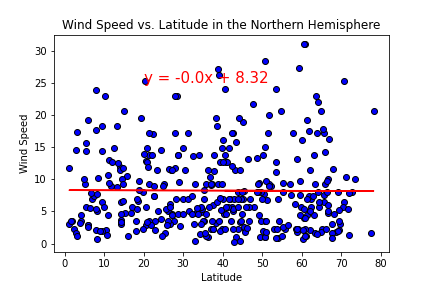 Wind Speed vs. Latitude in the Northern Hemisphere
30
25
20
15
10
5
0
Wind Speed
y = -0.0x + 8.32
0 10 20 30 40 50 60 70 80
Latitude